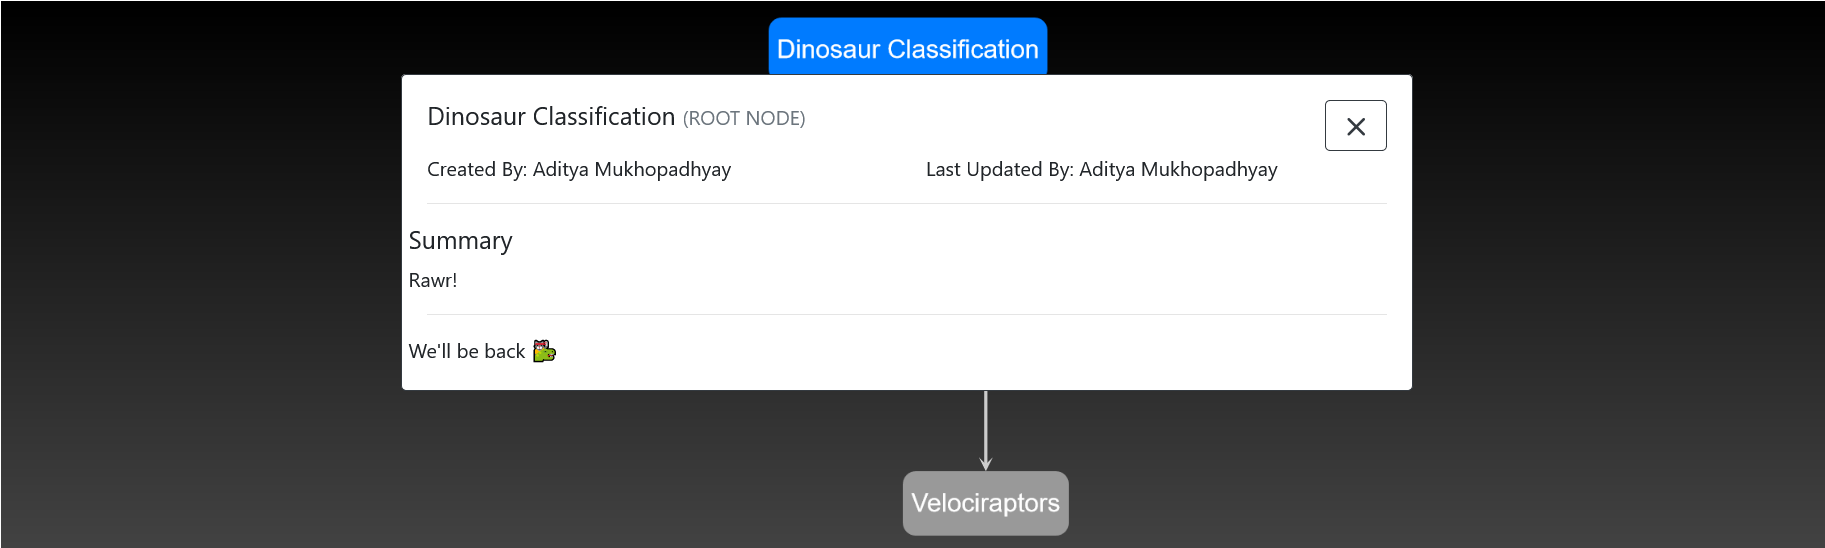 Dinosaur Classification
Dinosaur Classification (ROOT NODE)
Created By: Aditya Mukhopadhyay
Last Updated By: Aditya Mukhopadhyay
Summary
Rawr!
We'll be back
Velociraptors